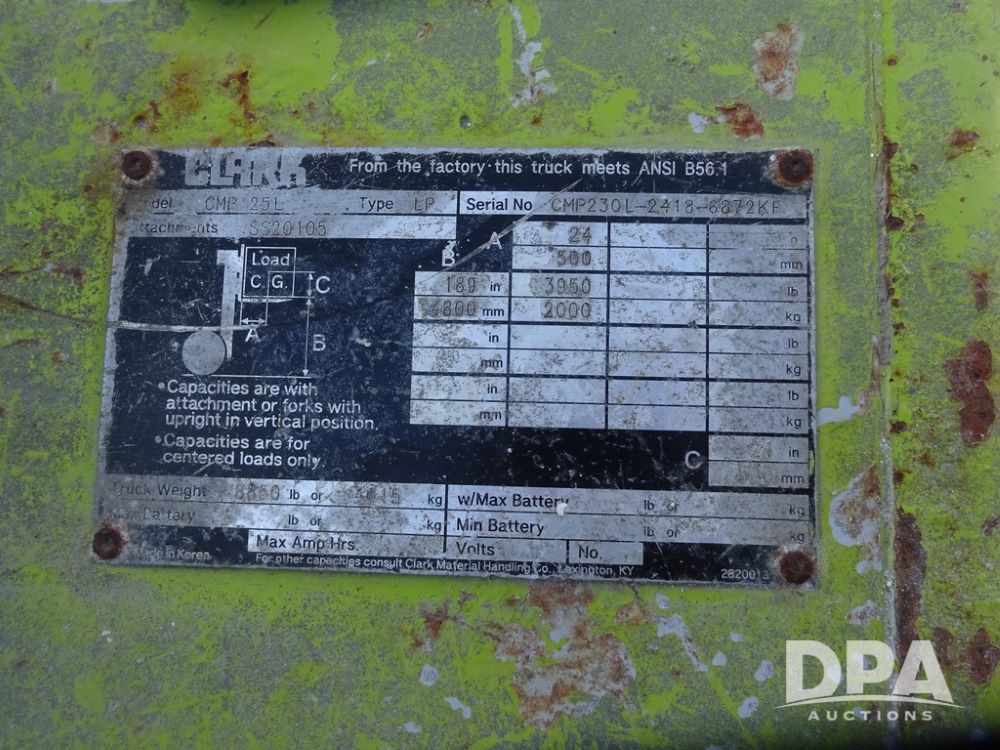 CLARK From the factory this truck meets ANSI B56.1
Model CMP 25L Type LP Serial No CMP230L-2418-6872KF
Attachments SS20105
A 24
B 500 mm
Load
C.G.
C
A
B
189 in 3950 lb
4800 mm 2000 kg
in lb
mm kg
in lb
mm kg
•Capacities are with
attachment or forks with
upright in vertical position.
•Capacities are for
centered loads only.
C in
mm
Truck Weight lb or kg w/Max Battery lb or kg
Battery lb or kg Min Battery lb or kg
Max Amp Hrs. Volts No.
Made in Korea For other capacities consult Clark Material Handling Co., Lexington, KY 2820013
DPA
AUCTIONS